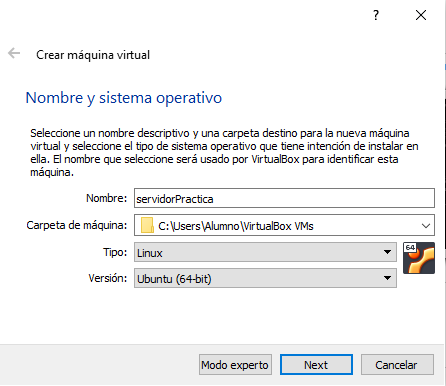 ?
Crear máquina virtual
Nombre y sistema operativo
Seleccione un nombre descriptivo y una carpeta destino para la nueva máquina
virtual y seleccione el tipo de sistema operativo que tiene intención de instalar en
ella. El nombre que seleccione será usado por VirtualBox para identificar esta
máquina.
Nombre: servidorPractica
Carpeta de máquina: C:\Users\Alumno\VirtualBox VMs
Tipo: Linux
64
Versión: Ubuntu (64-bit)
Modo experto Next Cancelar